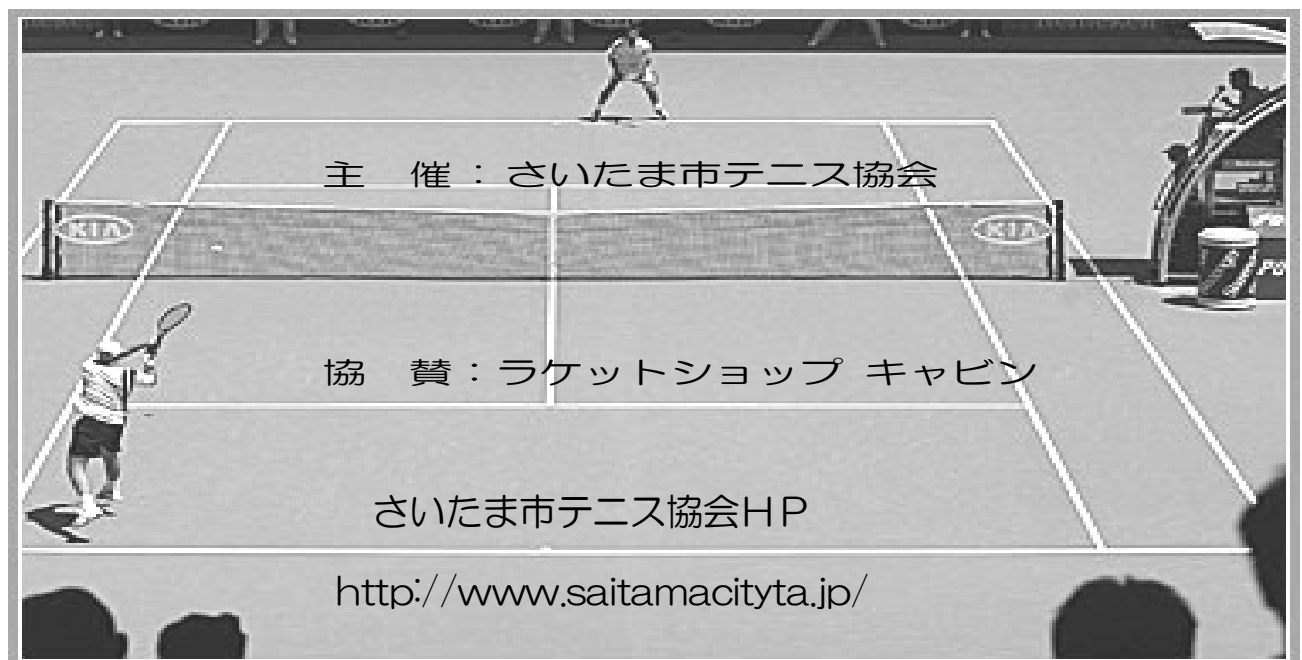 主　催：さいたま市テニス協会
KIA KIA
協　賛：ラケットショップ キャビン
さいたま市テニス協会ＨＰ
http://www.saitamacityta.jp/